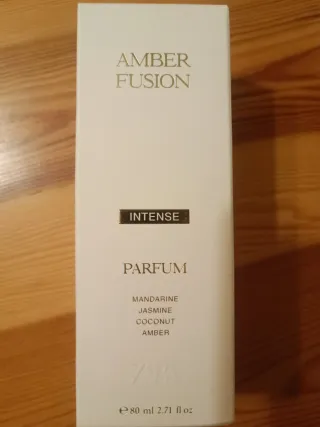 AMBER
FUSION
INTENSE
PARFUM
MANDARINE
JASMINE
COCONUT
AMBER
℮80 ml 2.71 fl oz